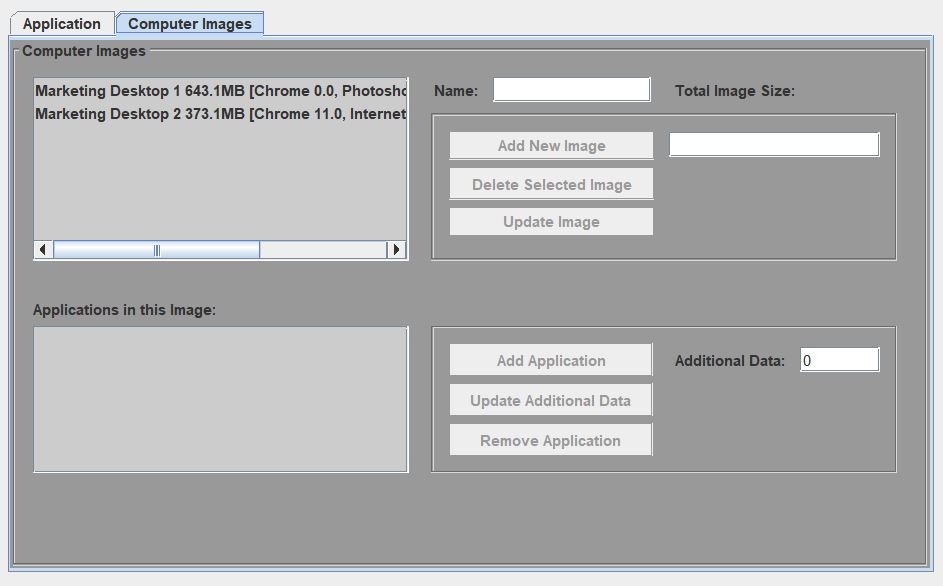 Application
Computer Images
Computer Images
Marketing Desktop 1 643.1MB [Chrome 0.0,
Marketing Desktop 2 373.1MB [Chrome 11.0, Internet
Name:
Total Image Size:
Add New Image
Delete Selected Image
Update Image
Applications in this Image:
Add Application
Additional Data:
0
Update Additional Data
Remove Application